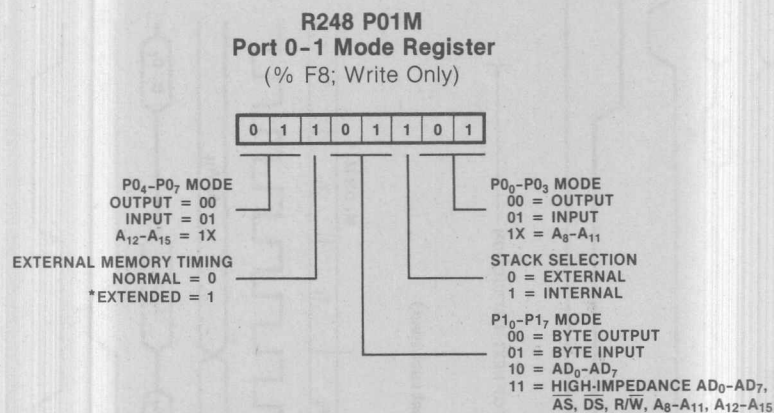 R248 P01M
Port 0-1 Mode Register
(% F8; Write Only)
0 1 1 0 1 1 0 1
P0₄-P0₇ MODE
OUTPUT = 00
INPUT = 01
A₁₂-A₁₅ = 1X
EXTERNAL MEMORY TIMING
NORMAL = 0
*EXTENDED = 1
P0₀-P0₃ MODE
00 = OUTPUT
01 = INPUT
1X = A₈-A₁₁
STACK SELECTION
0 = EXTERNAL
1 = INTERNAL
P1₀-P1₇ MODE
00 = BYTE OUTPUT
01 = BYTE INPUT
10 = AD₀-AD₇
11 = HIGH-IMPEDANCE AD₀-AD₇,
A̅S̅, D̅S̅, R/W̅, A₈-A₁₁, A₁₂-A₁₅